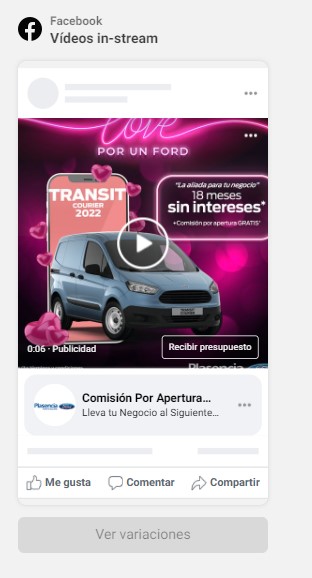 Facebook
Vídeos in-stream
love
POR UN FORD
TRANSIT
COURIER
2022
"La aliada para tu negocio"
18 meses
sin intereses*
+Comisión por apertura GRATIS*
TRANSIT
0:06 · Publicidad
Recibir presupuesto
Plasencia
Plasencia
Ford
Comisión Por Apertura...
Lleva tu Negocio al Siguiente...
Me gusta
Comentar
Compartir
Ver variaciones